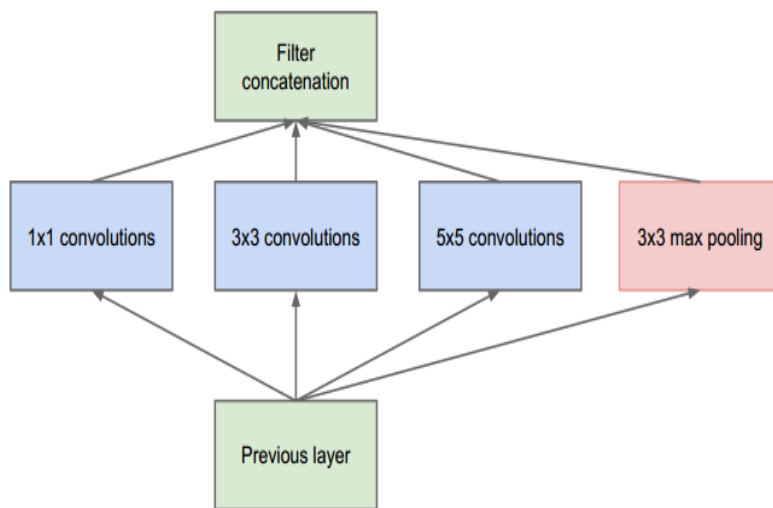 Filter
concatenation
1x1 convolutions
3x3 convolutions
5x5 convolutions
3x3 max pooling
Previous layer